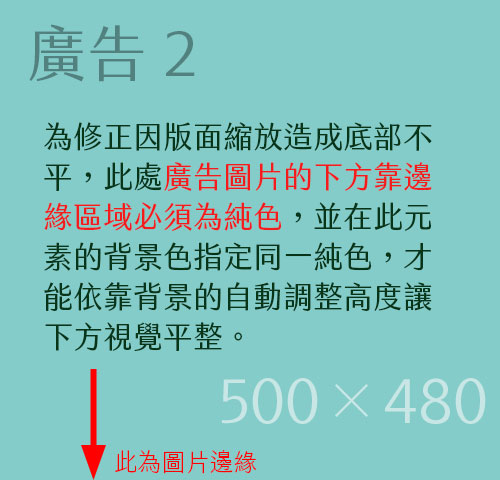 廣告 2
為修正因版面縮放造成底部不
平，此處廣告圖片的下方靠邊
緣區域必須為純色，並在此元
素的背景色指定同一純色，才
能依靠背景的自動調整高度讓
下方視覺平整。
500×480
此為圖片邊緣